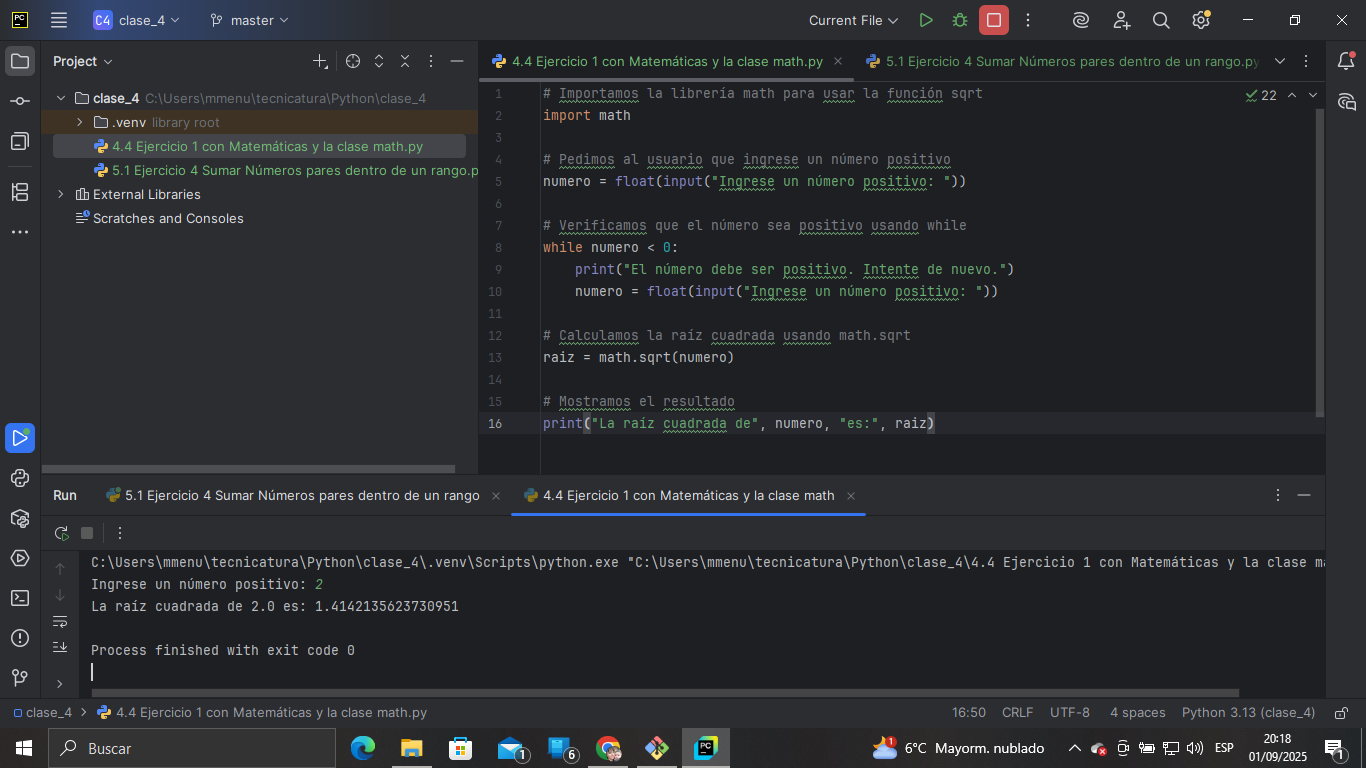 PC
C4 clase_4
master
Current File
Project
clase_4 C:\Users\mmenu\tecnicatura\Python\clase_4
.venv library root
4.4 Ejercicio 1 con Matemáticas y la clase math.py
5.1 Ejercicio 4 Sumar Números pares dentro de un rango.p
External Libraries
Scratches and Consoles
4.4 Ejercicio 1 con Matemáticas y la clase math.py
5.1 Ejercicio 4 Sumar Números pares dentro de un rango.py
22
1 # Importamos la librería math para usar la función sqrt
2 import math
3
4 # Pedimos al usuario que ingrese un número positivo
5 numero = float(input("Ingrese un número positivo: "))
6
7 # Verificamos que el número sea positivo usando while
8 while numero < 0:
9     print("El número debe ser positivo. Intente de nuevo.")
10     numero = float(input("Ingrese un número positivo: "))
11
12 # Calculamos la raíz cuadrada usando math.sqrt
13 raiz = math.sqrt(numero)
14
15 # Mostramos el resultado
16 print("La raíz cuadrada de", numero, "es:", raiz)
Run
5.1 Ejercicio 4 Sumar Números pares dentro de un rango
4.4 Ejercicio 1 con Matemáticas y la clase math
C:\Users\mmenu\tecnicatura\Python\clase_4\.venv\Scripts\python.exe "C:\Users\mmenu\tecnicatura\Python\clase_4\4.4 Ejercicio 1 con Matemáticas y la clase ma
Ingrese un número positivo: 2
La raíz cuadrada de 2.0 es: 1.4142135623730951
Process finished with exit code 0
clase_4 > 4.4 Ejercicio 1 con Matemáticas y la clase math.py
16:50 CRLF UTF-8 4 spaces Python 3.13 (clase_4)
Buscar
1
6
PC
1
6°C Mayorm. nublado
ESP
20:18
01/09/2025
1